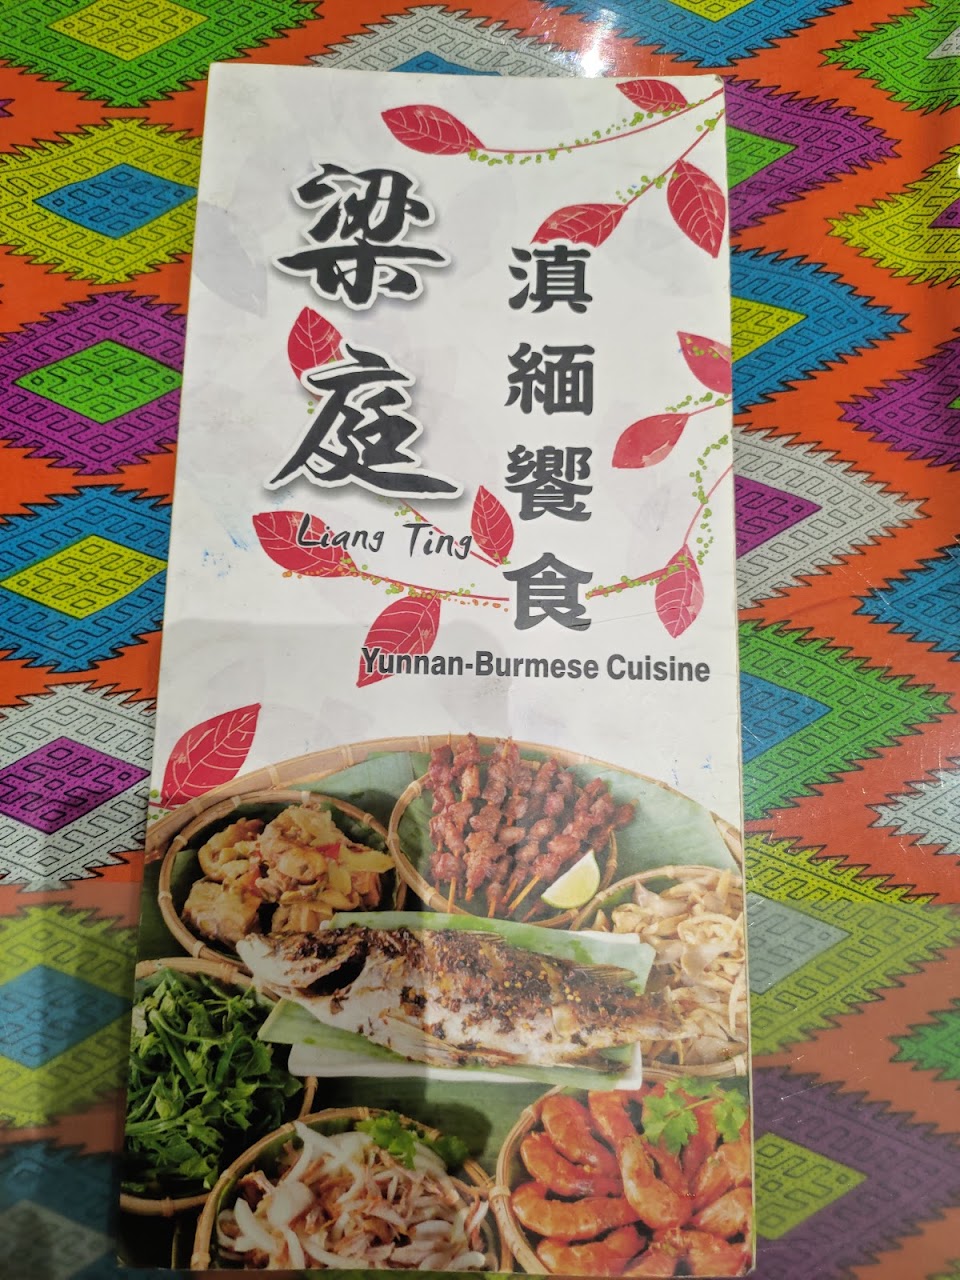 梁庭
Liang Ting
滇緬饗食
Yunnan-Burmese Cuisine